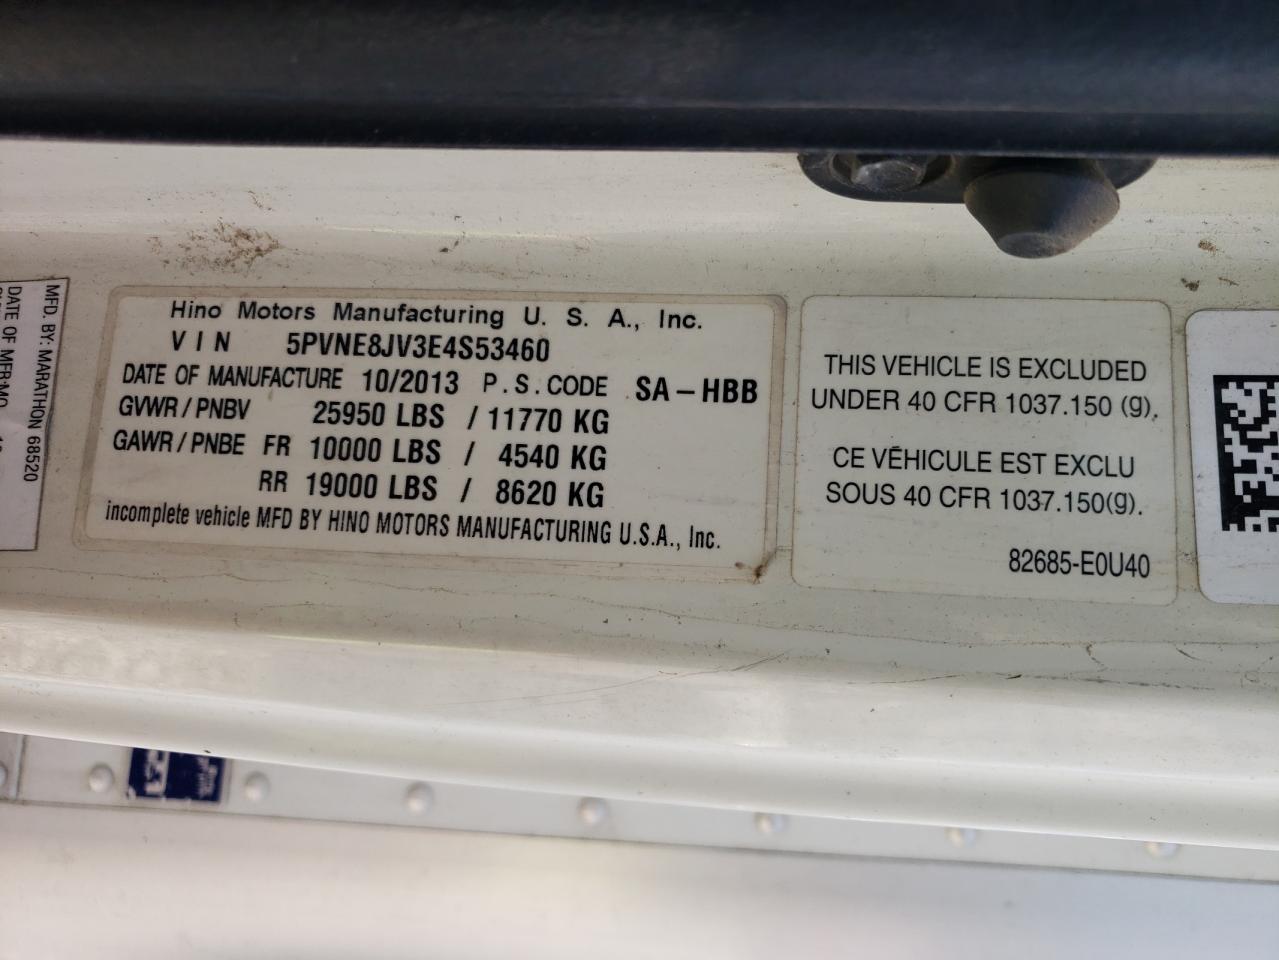 MFD. BY: MARATHON 68520
DATE OF MFR:MO.
Hino Motors Manufacturing U. S. A., Inc.
VIN 5PVNE8JV3E4S53460
DATE OF MANUFACTURE 10/2013 P.S.CODE SA-HBB
GVWR/PNBV 25950 LBS / 11770 KG
GAWR/PNBE FR 10000 LBS / 4540 KG
RR 19000 LBS / 8620 KG
incomplete vehicle MFD BY HINO MOTORS MANUFACTURING U.S.A., Inc.
THIS VEHICLE IS EXCLUDED
UNDER 40 CFR 1037.150 (g).
CE VÉHICULE EST EXCLU
SOUS 40 CFR 1037.150(g).
82685-E0U40